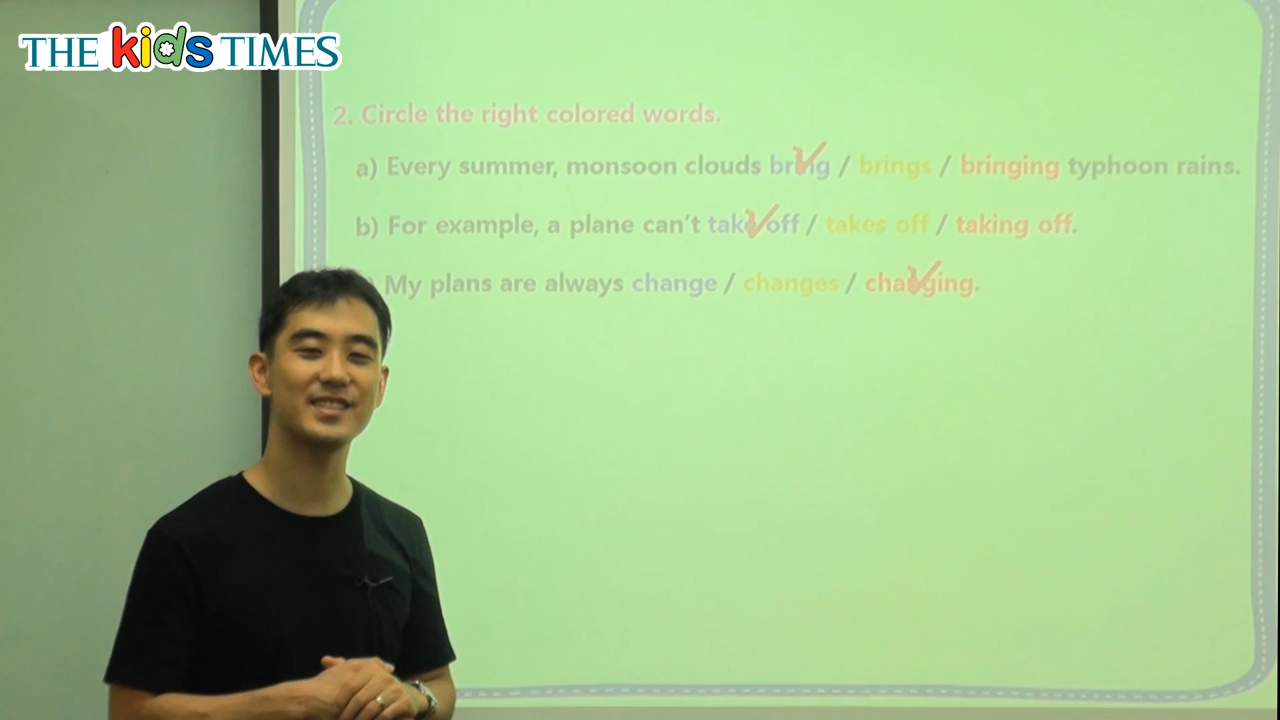 THE kids TIMES
2. Circle the right colored words.
a) Every summer, monsoon clouds bring / brings / bringing typhoon rains.
b) For example, a plane can't take off / takes off / taking off.
) My plans are always change / changes / changing.